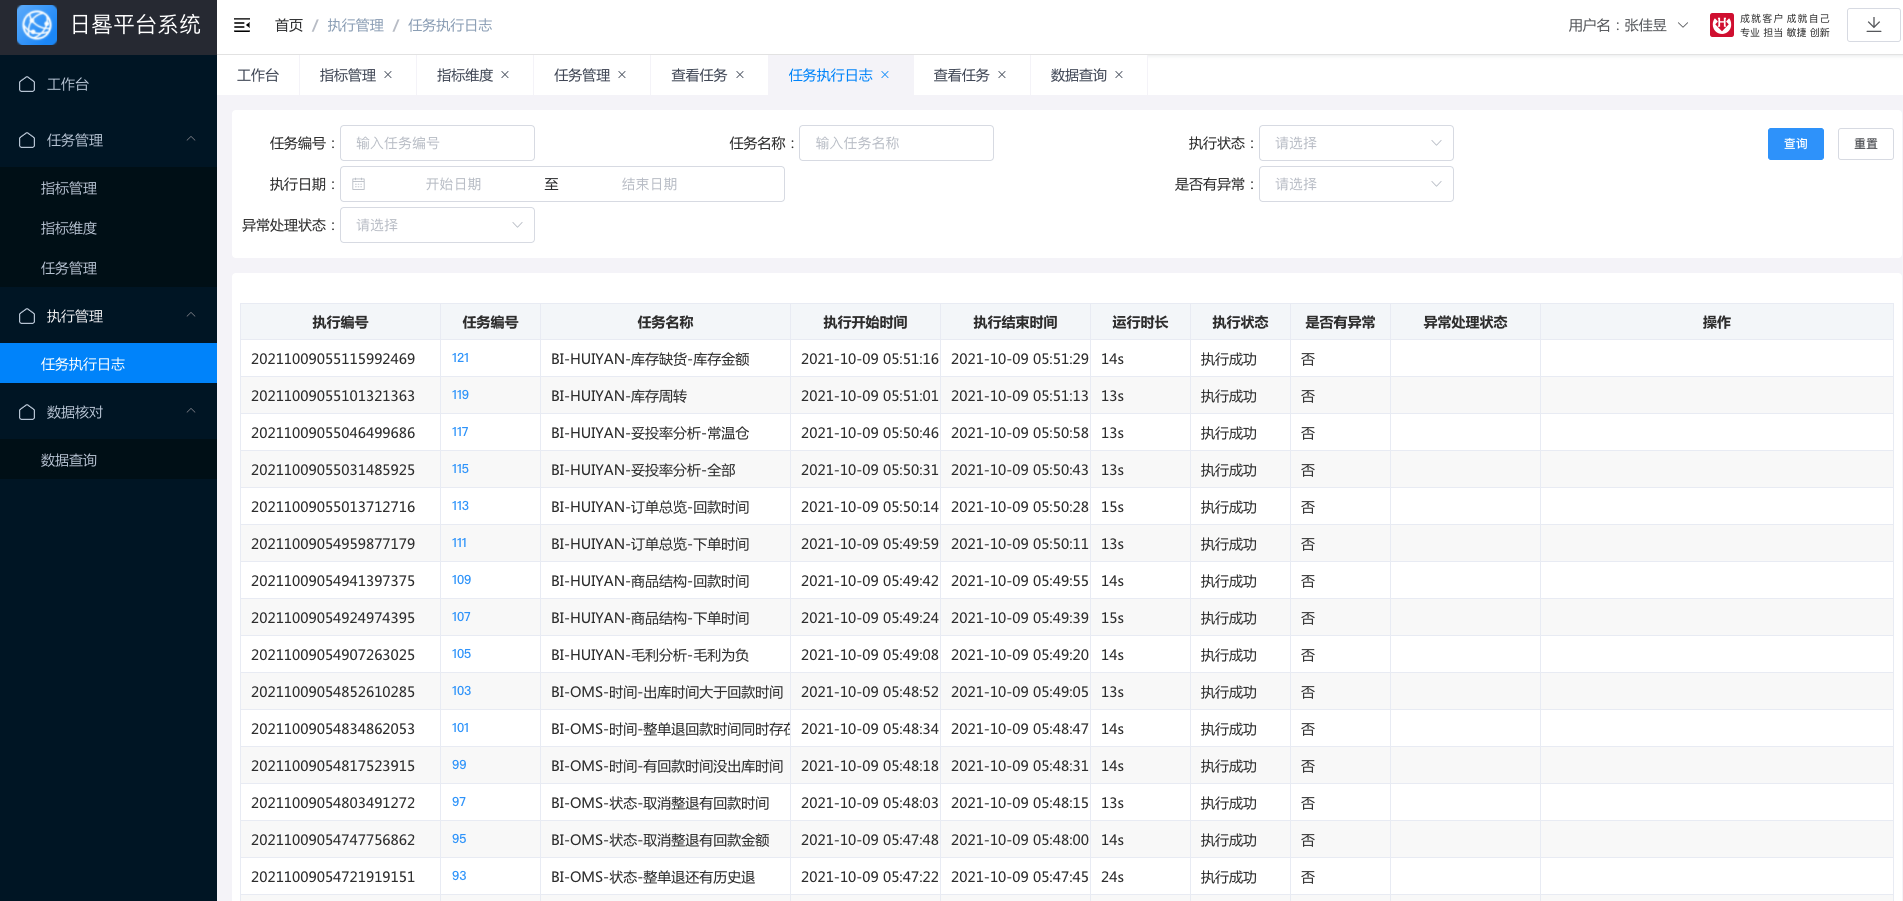 日晷平台系统
首页 / 执行管理 / 任务执行日志
用户名：张佳昱
成就客户 成就自己
专业 担当 敏捷 创新
工作台 指标管理 × 指标维度 × 任务管理 × 查看任务 × 任务执行日志 × 查看任务 × 数据查询 ×
工作台
任务管理
指标管理
指标维度
任务管理
执行管理
任务执行日志
数据核对
数据查询
任务编号： 输入任务编号 任务名称： 输入任务名称 执行状态： 请选择 查询 重置
执行日期： 开始日期 至 结束日期 是否有异常： 请选择
异常处理状态： 请选择
执行编号 任务编号 任务名称 执行开始时间 执行结束时间 运行时长 执行状态 是否有异常 异常处理状态 操作
20211009055115992469 121 BI-HUIYAN-库存缺货-库存金额 2021-10-09 05:51:16 2021-10-09 05:51:29 14s 执行成功 否
20211009055101321363 119 BI-HUIYAN-库存周转 2021-10-09 05:51:01 2021-10-09 05:51:13 13s 执行成功 否
20211009055046499686 117 BI-HUIYAN-妥投率分析-常温仓 2021-10-09 05:50:46 2021-10-09 05:50:58 13s 执行成功 否
20211009055031485925 115 BI-HUIYAN-妥投率分析-全部 2021-10-09 05:50:31 2021-10-09 05:50:43 13s 执行成功 否
20211009055013712716 113 BI-HUIYAN-订单总览-回款时间 2021-10-09 05:50:14 2021-10-09 05:50:28 15s 执行成功 否
20211009054959877179 111 BI-HUIYAN-订单总览-下单时间 2021-10-09 05:49:59 2021-10-09 05:50:11 13s 执行成功 否
20211009054941397375 109 BI-HUIYAN-商品结构-回款时间 2021-10-09 05:49:42 2021-10-09 05:49:55 14s 执行成功 否
20211009054924974395 107 BI-HUIYAN-商品结构-下单时间 2021-10-09 05:49:24 2021-10-09 05:49:39 15s 执行成功 否
20211009054907263025 105 BI-HUIYAN-毛利分析-毛利为负 2021-10-09 05:49:08 2021-10-09 05:49:20 14s 执行成功 否
20211009054852610285 103 BI-OMS-时间-出库时间大于回款时间 2021-10-09 05:48:52 2021-10-09 05:49:05 13s 执行成功 否
20211009054834862053 101 BI-OMS-时间-整单退回款时间同时存在 2021-10-09 05:48:34 2021-10-09 05:48:47 14s 执行成功 否
20211009054817523915 99 BI-OMS-时间-有回款时间没出库时间 2021-10-09 05:48:18 2021-10-09 05:48:31 14s 执行成功 否
20211009054803491272 97 BI-OMS-状态-取消整退有回款时间 2021-10-09 05:48:03 2021-10-09 05:48:15 13s 执行成功 否
20211009054747756862 95 BI-OMS-状态-取消整退有回款金额 2021-10-09 05:47:48 2021-10-09 05:48:00 14s 执行成功 否
20211009054721919151 93 BI-OMS-状态-整单退还有历史退 2021-10-09 05:47:22 2021-10-09 05:47:45 24s 执行成功 否